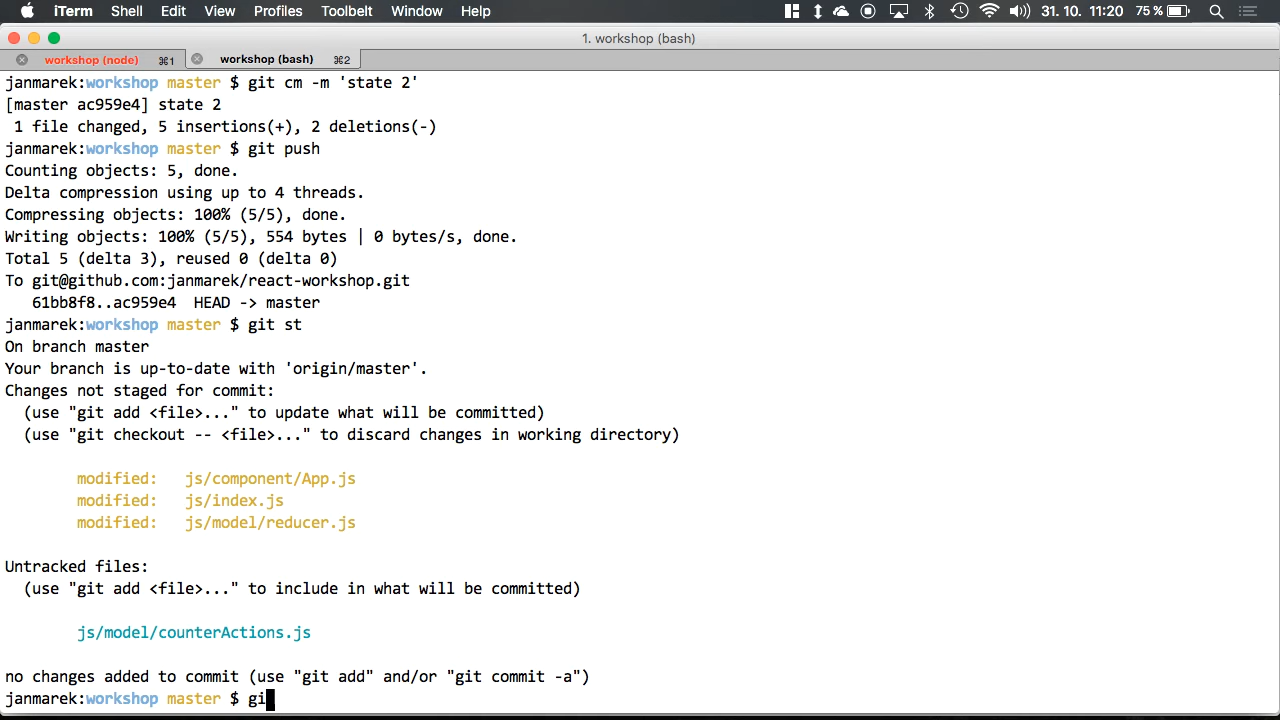 iTerm Shell Edit View Profiles Toolbelt Window Help 31. 10. 11:20 75 %
1. workshop (bash)
workshop (node) ⌘1 workshop (bash) ⌘2
janmarek:workshop master $ git cm -m 'state 2'
[master ac959e4] state 2
1 file changed, 5 insertions(+), 2 deletions(-)
janmarek:workshop master $ git push
Counting objects: 5, done.
Delta compression using up to 4 threads.
Compressing objects: 100% (5/5), done.
Writing objects: 100% (5/5), 554 bytes | 0 bytes/s, done.
Total 5 (delta 3), reused 0 (delta 0)
To git@github.com:janmarek/react-workshop.git
61bb8f8..ac959e4  HEAD -> master
janmarek:workshop master $ git st
On branch master
Your branch is up-to-date with 'origin/master'.
Changes not staged for commit:
(use "git add <file>..." to update what will be committed)
(use "git checkout -- <file>..." to discard changes in working directory)
modified:   js/component/App.js
modified:   js/index.js
modified:   js/model/reducer.js
Untracked files:
(use "git add <file>..." to include in what will be committed)
js/model/counterActions.js
no changes added to commit (use "git add" and/or "git commit -a")
janmarek:workshop master $ gi